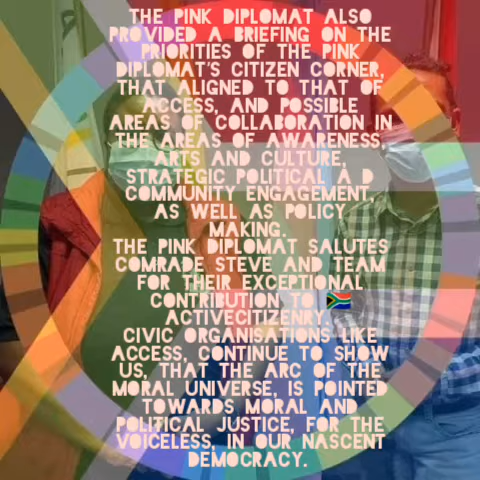 THE PINK DIPLOMAT ALSO
PROVIDED A BRIEFING ON THE
PRIORITIES OF THE PINK
DIPLOMAT'S CITIZEN CORNER,
THAT ALIGNED TO THAT OF
ACCESS, AND POSSIBLE
AREAS OF COLLABORATION IN
THE AREAS OF AWARENESS,
ARTS AND CULTURE,
STRATEGIC POLITICAL A D
COMMUNITY ENGAGEMENT,
AS WELL AS POLICY
MAKING.
THE PINK DIPLOMAT SALUTES
COMRADE STEVE AND TEAM
FOR THEIR EXCEPTIONAL
CONTRIBUTION TO 🇿🇦
ACTIVECITIZENRY.
CIVIC ORGANISATIONS LIKE
ACCESS, CONTINUE TO SHOW
US, THAT THE ARC OF THE
MORAL UNIVERSE, IS POINTED
TOWARDS MORAL AND
POLITICAL JUSTICE, FOR THE
VOICELESS, IN OUR NASCENT
DEMOCRACY.